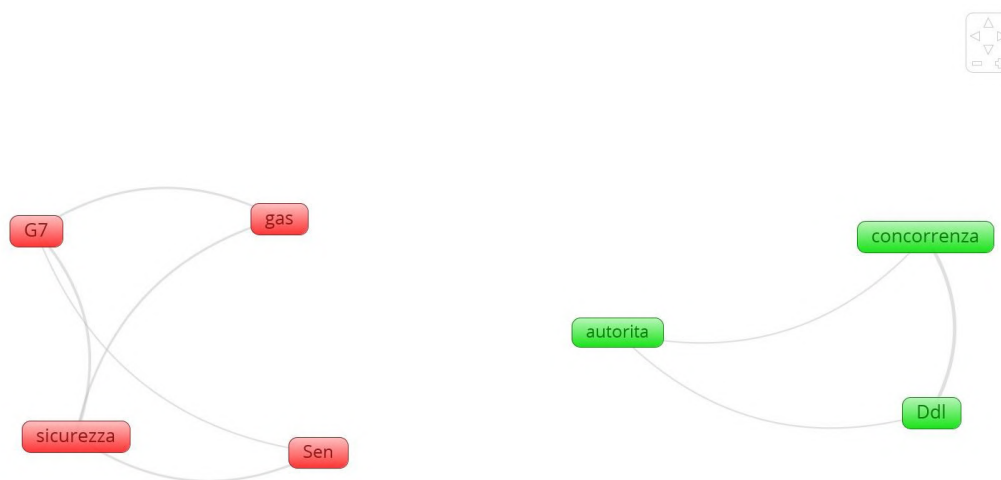 G7
gas
concorrenza
autorita
Ddl
sicurezza
Sen